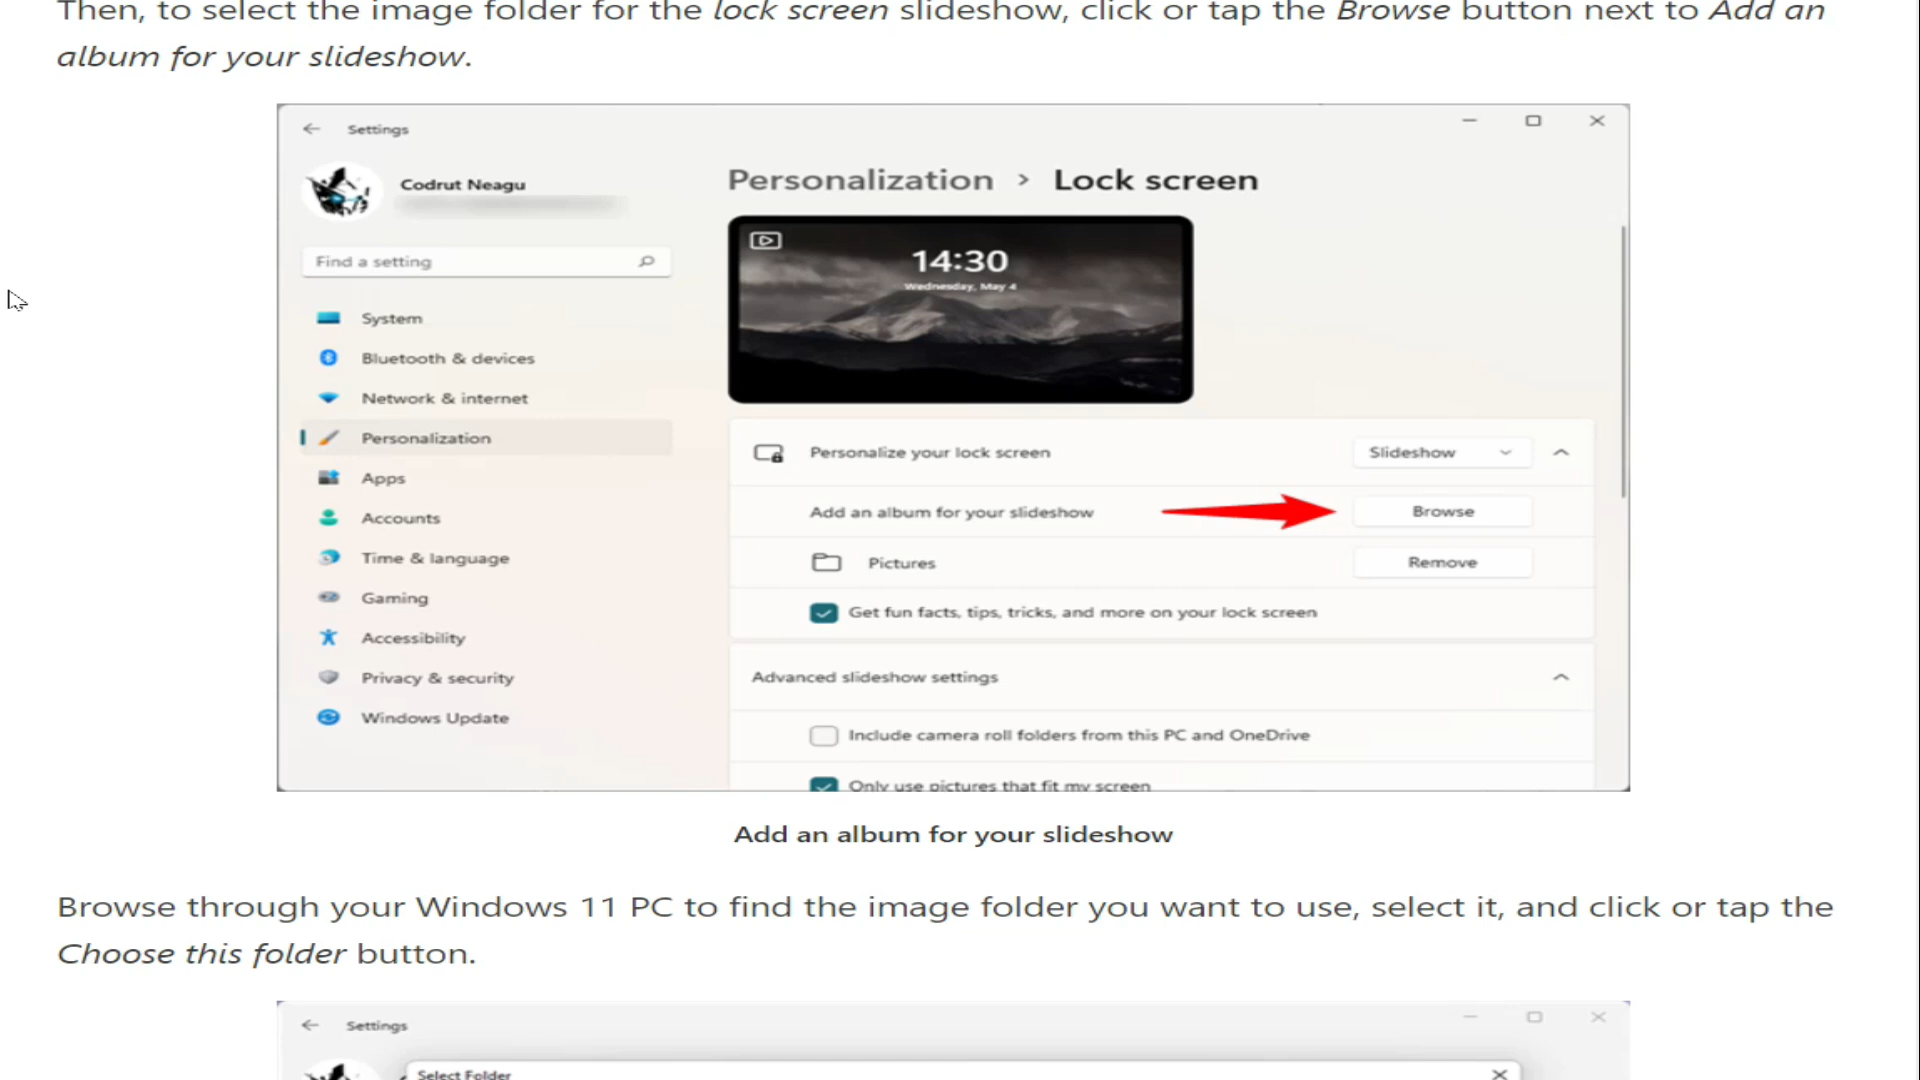 Then, to select the image folder for the lock screen slideshow, click or tap the Browse button next to Add an
album for your slideshow.
Settings
Codrut Neagu
Find a setting
System
Bluetooth & devices
Network & internet
Personalization
Apps
Accounts
Time & language
Gaming
Accessibility
Privacy & security
Windows Update
Personalization > Lock screen
14:30
Wednesday, May 4
Personalize your lock screen Slideshow
Add an album for your slideshow Browse
Pictures Remove
Get fun facts, tips, tricks, and more on your lock screen
Advanced slideshow settings
Include camera roll folders from this PC and OneDrive
Only use pictures that fit my screen
Add an album for your slideshow
Browse through your Windows 11 PC to find the image folder you want to use, select it, and click or tap the
Choose this folder button.
Settings
Select Folder